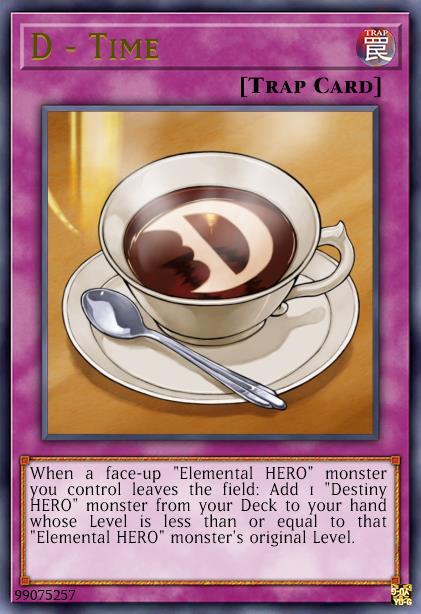 D - Time
TRAP
罠
[Trap Card]
D
When a face-up "Elemental HERO" monster
you control leaves the field: Add 1 "Destiny
HERO" monster from your Deck to your hand
whose Level is less than or equal to that
"Elemental HERO" monster's original Level.
99075257